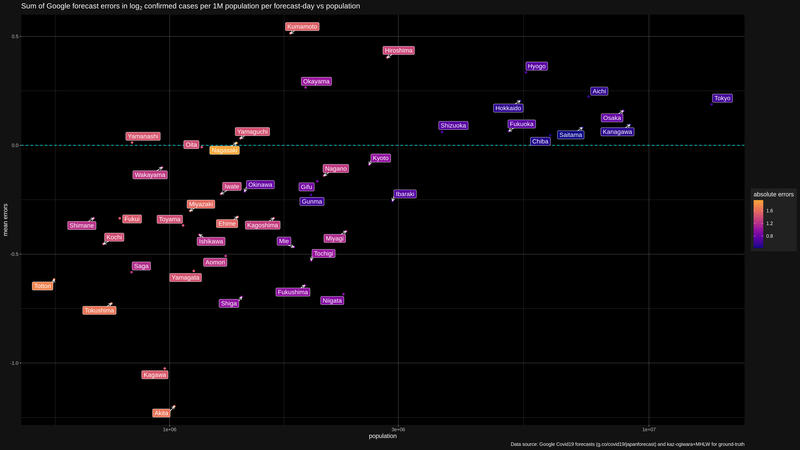 Sum of Google forecast errors in log2 confirmed cases per 1M population per forecast-day vs population
Kumamoto
0.5
Hiroshima
Hyogo
Okayama
Aichi
Tokyo
Hokkaido
Osaka
Shizuoka
Fukuoka
Yamaguchi
Kanagawa
Saitama
Yamanashi
Chiba
Oita
0.0
Nagasaki
Kyoto
Nagano
Wakayama
Iwate
Okinawa
Gifu
Ibaraki
Gunma
Miyazaki
absolute errors
1.6
1.2
0.8
mean errors
Fukui
Toyama
Shimane
Ehime
Kagoshima
Kochi
Ishikawa
Mie
Miyagi
Tochigi
-0.5
Saga
Aomori
Yamagata
Tottori
Fukushima
Niigata
Shiga
Tokushima
-1.0
Kagawa
Akita
1e+06
3e+06
1e+07
population
Data source: Google Covid19 forecasts (g.co/covid19/japanforecast) and kaz-ogiwara+MHLW for ground-truth